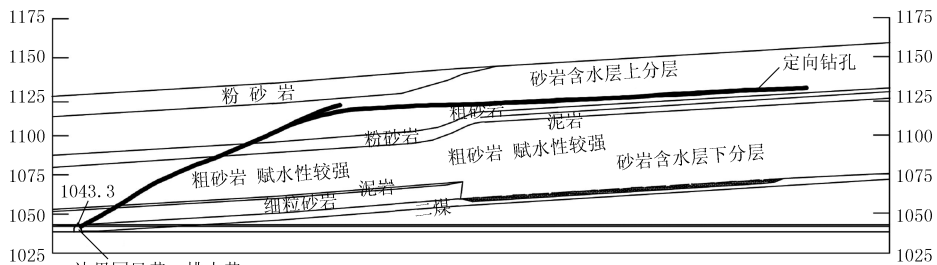 1175
1175
1150
1150
砂岩含水层上分层
定向钻孔
粉 砂 岩
1125
1125
粗砂岩
泥岩
1100
1100
粉砂岩
粗砂岩 赋水性较强
砂岩含水层下分层
1075
1075
粗砂岩 赋水性较强
泥岩
1043.3
细粒砂岩
二煤
1050
1050
1025
1025